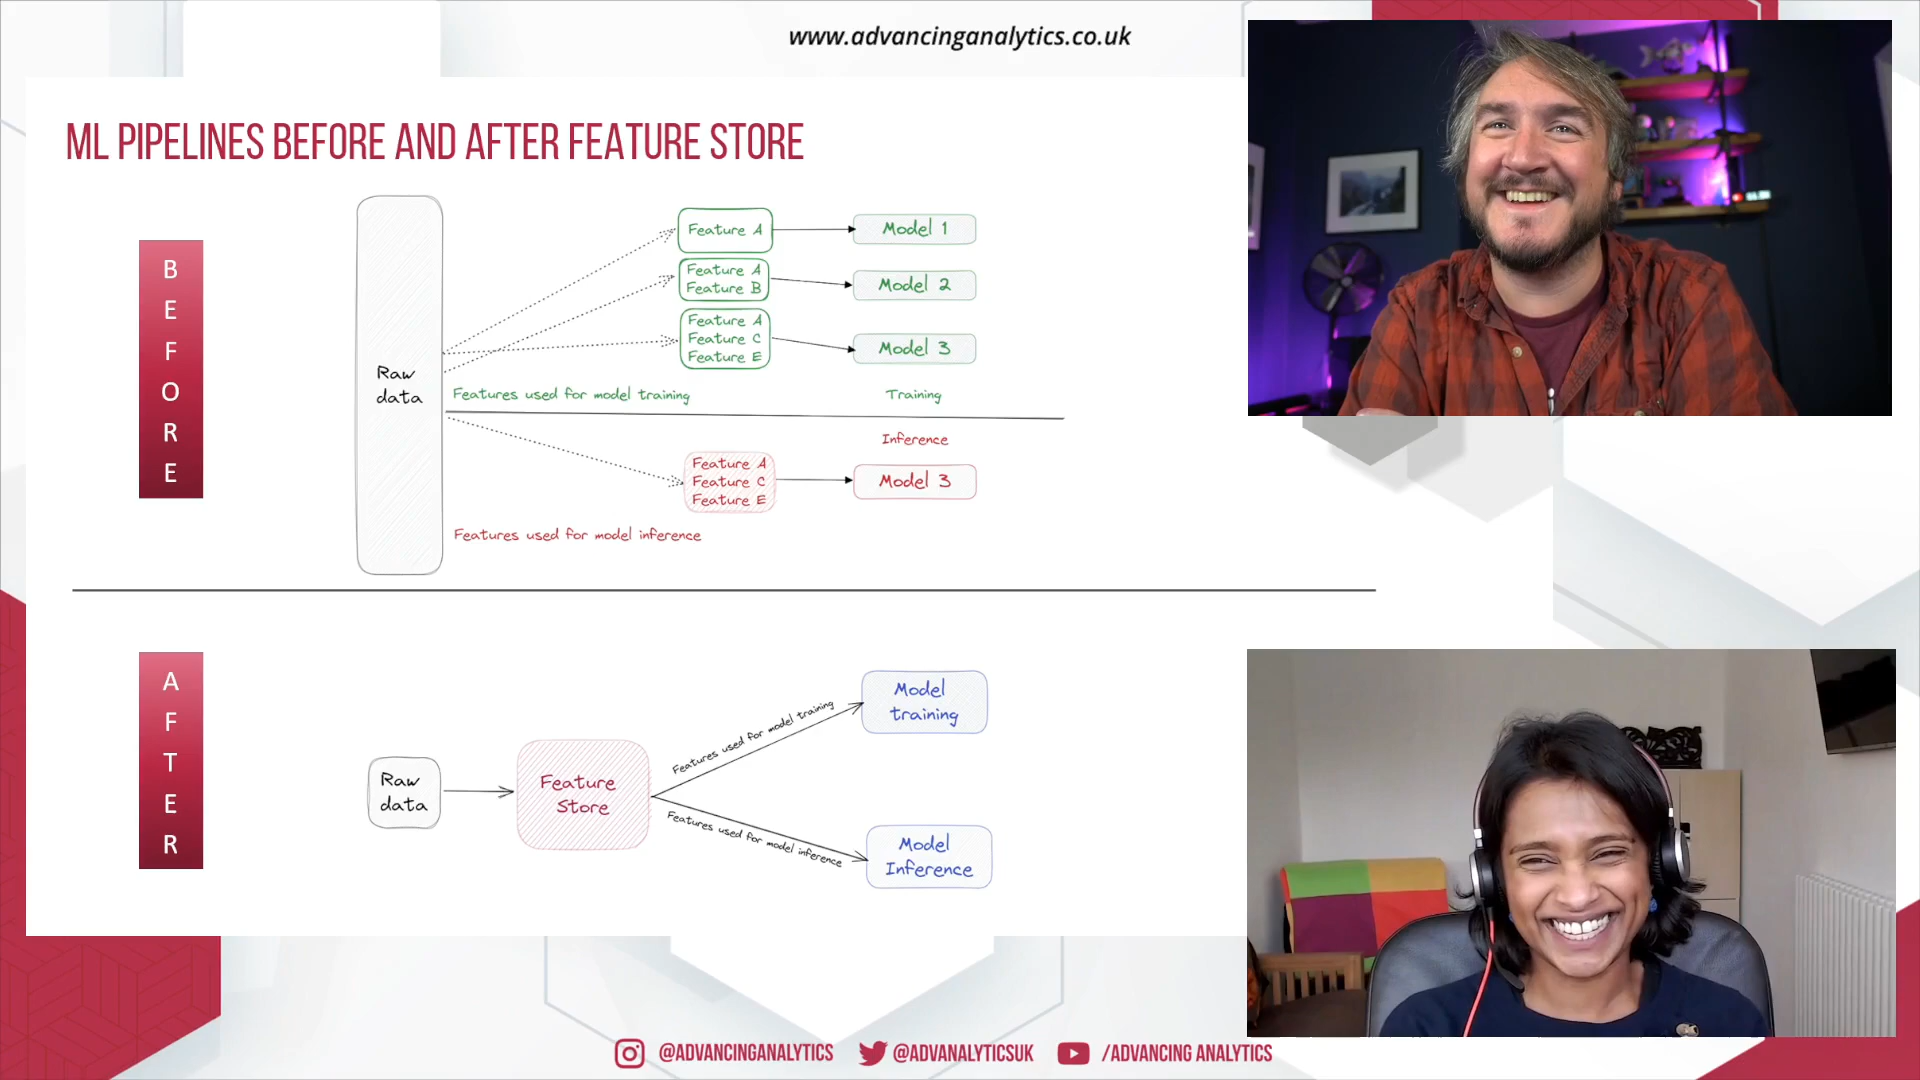 www.advancinganalytics.co.uk
ML PIPELINES BEFORE AND AFTER FEATURE STORE
BEFORE
Raw
data
Feature A
Model 1
Feature A
Feature B
Model 2
Feature A
Feature C
Feature E
Model 3
Features used for model training
Training
Inference
Feature A
Feature C
Feature E
Model 3
Features used for model inference
AFTER
Raw
data
Feature
Store
Features used for model training
Model
training
Features used for model inference
Model
Inference
@ADVANCINGANALYTICS
@ADVANALYTICSUK
/ADVANCING ANALYTICS